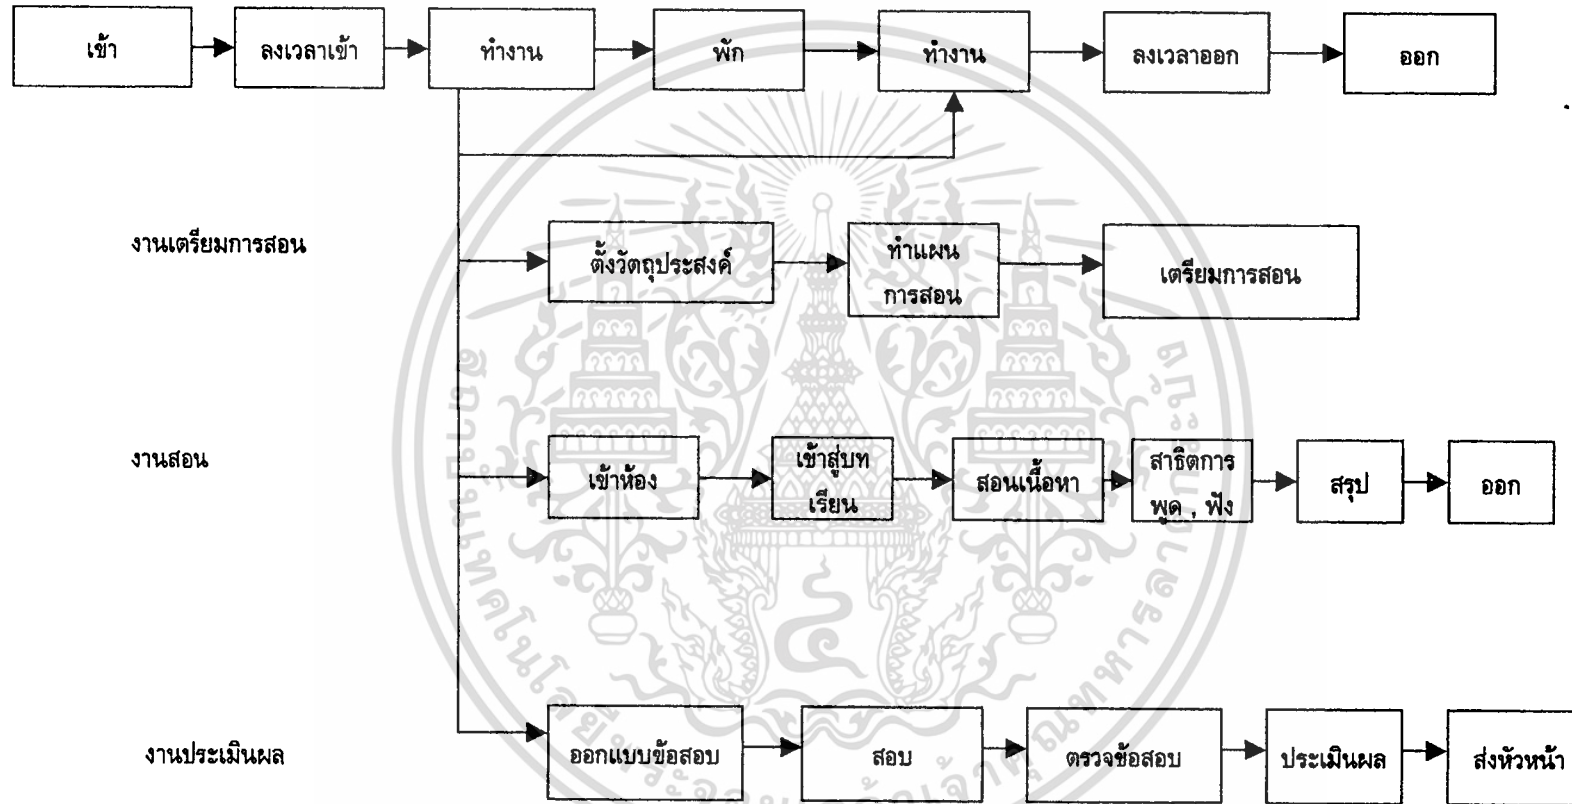 เข้า
ลงเวลาเข้า
ทำงาน
พัก
ทำงาน
ลงเวลาออก
ออก
งานเตรียมการสอน
ตั้งวัตถุประสงค์
ทำแผน
การสอน
เตรียมการสอน
งานสอน
เข้าห้อง
เข้าสู่บท
เรียน
สอนเนื้อหา
สาธิตการ
พูด , ฟัง
สรุป
ออก
งานประเมินผล
ออกแบบข้อสอบ
สอบ
ตรวจข้อสอบ
ประเมินผล
ส่งหัวหน้า